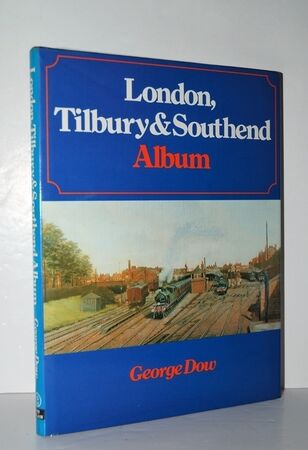 London,
Tilbury & Southend
Album
George Dow
London, Tilbury & Southend Album
George Dow